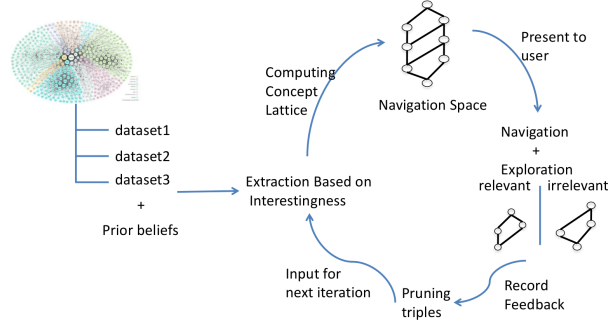 Computing
Concept
Lattice
Navigation Space
Present to
user
dataset1
dataset2
dataset3
+
Prior beliefs
Extraction Based on
Interestingness
Navigation
+
Exploration
relevant
irrelevant
Input for
next iteration
Pruning
triples
Record
Feedback